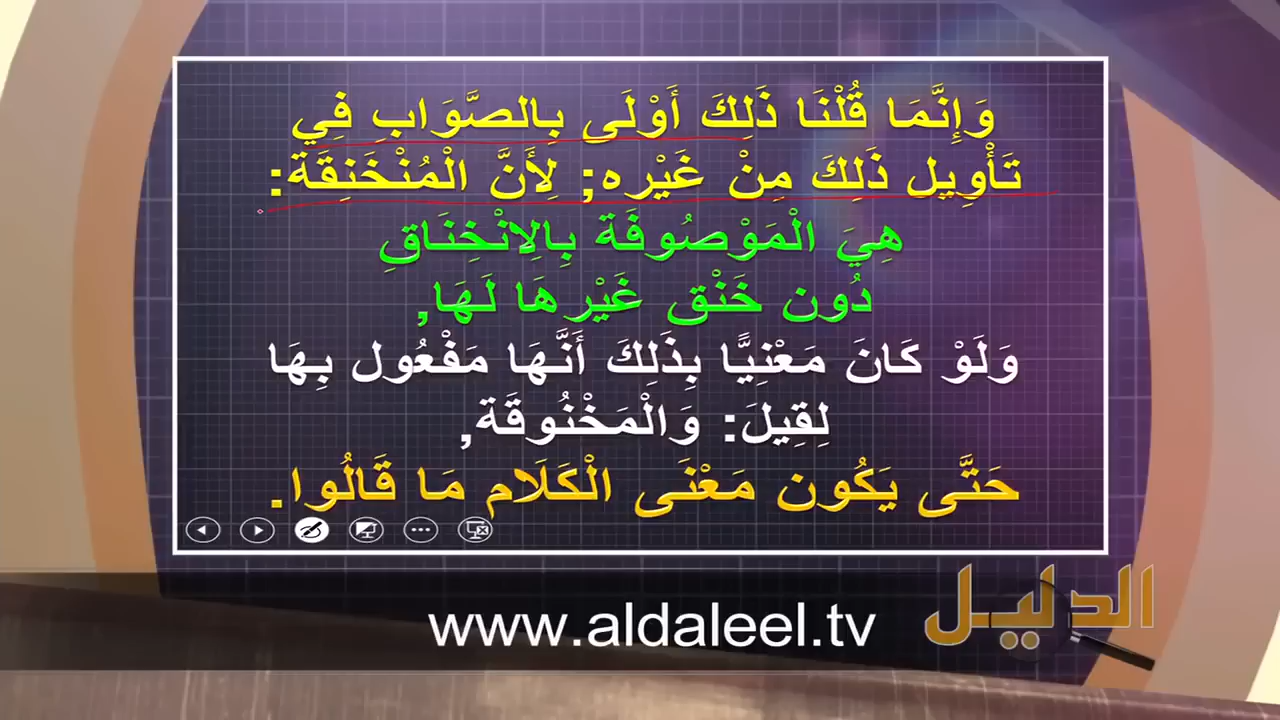 وَإِنَّمَا قُلْنَا ذَلِكَ أَوْلَى بِالصَّوَابِ فِي
تَأْوِيل ذَلِكَ مِنْ غَيْره; لِأَنَّ الْمُنْخَنِقَة:
هِيَ الْمَوْصُوفَة بِالِانْخِنَاقِ
دُون خَنْق غَيْرهَا لَهَا,
وَلَوْ كَانَ مَعْنِيًّا بِذَلِكَ أَنَّهَا مَفْعُول بِهَا
لِقِيلَ: وَالْمَخْنُوقَة,
حَتَّى يَكُون مَعْنَى الْكَلَام مَا قَالُوا.
الدليل
www.aldaleel.tv